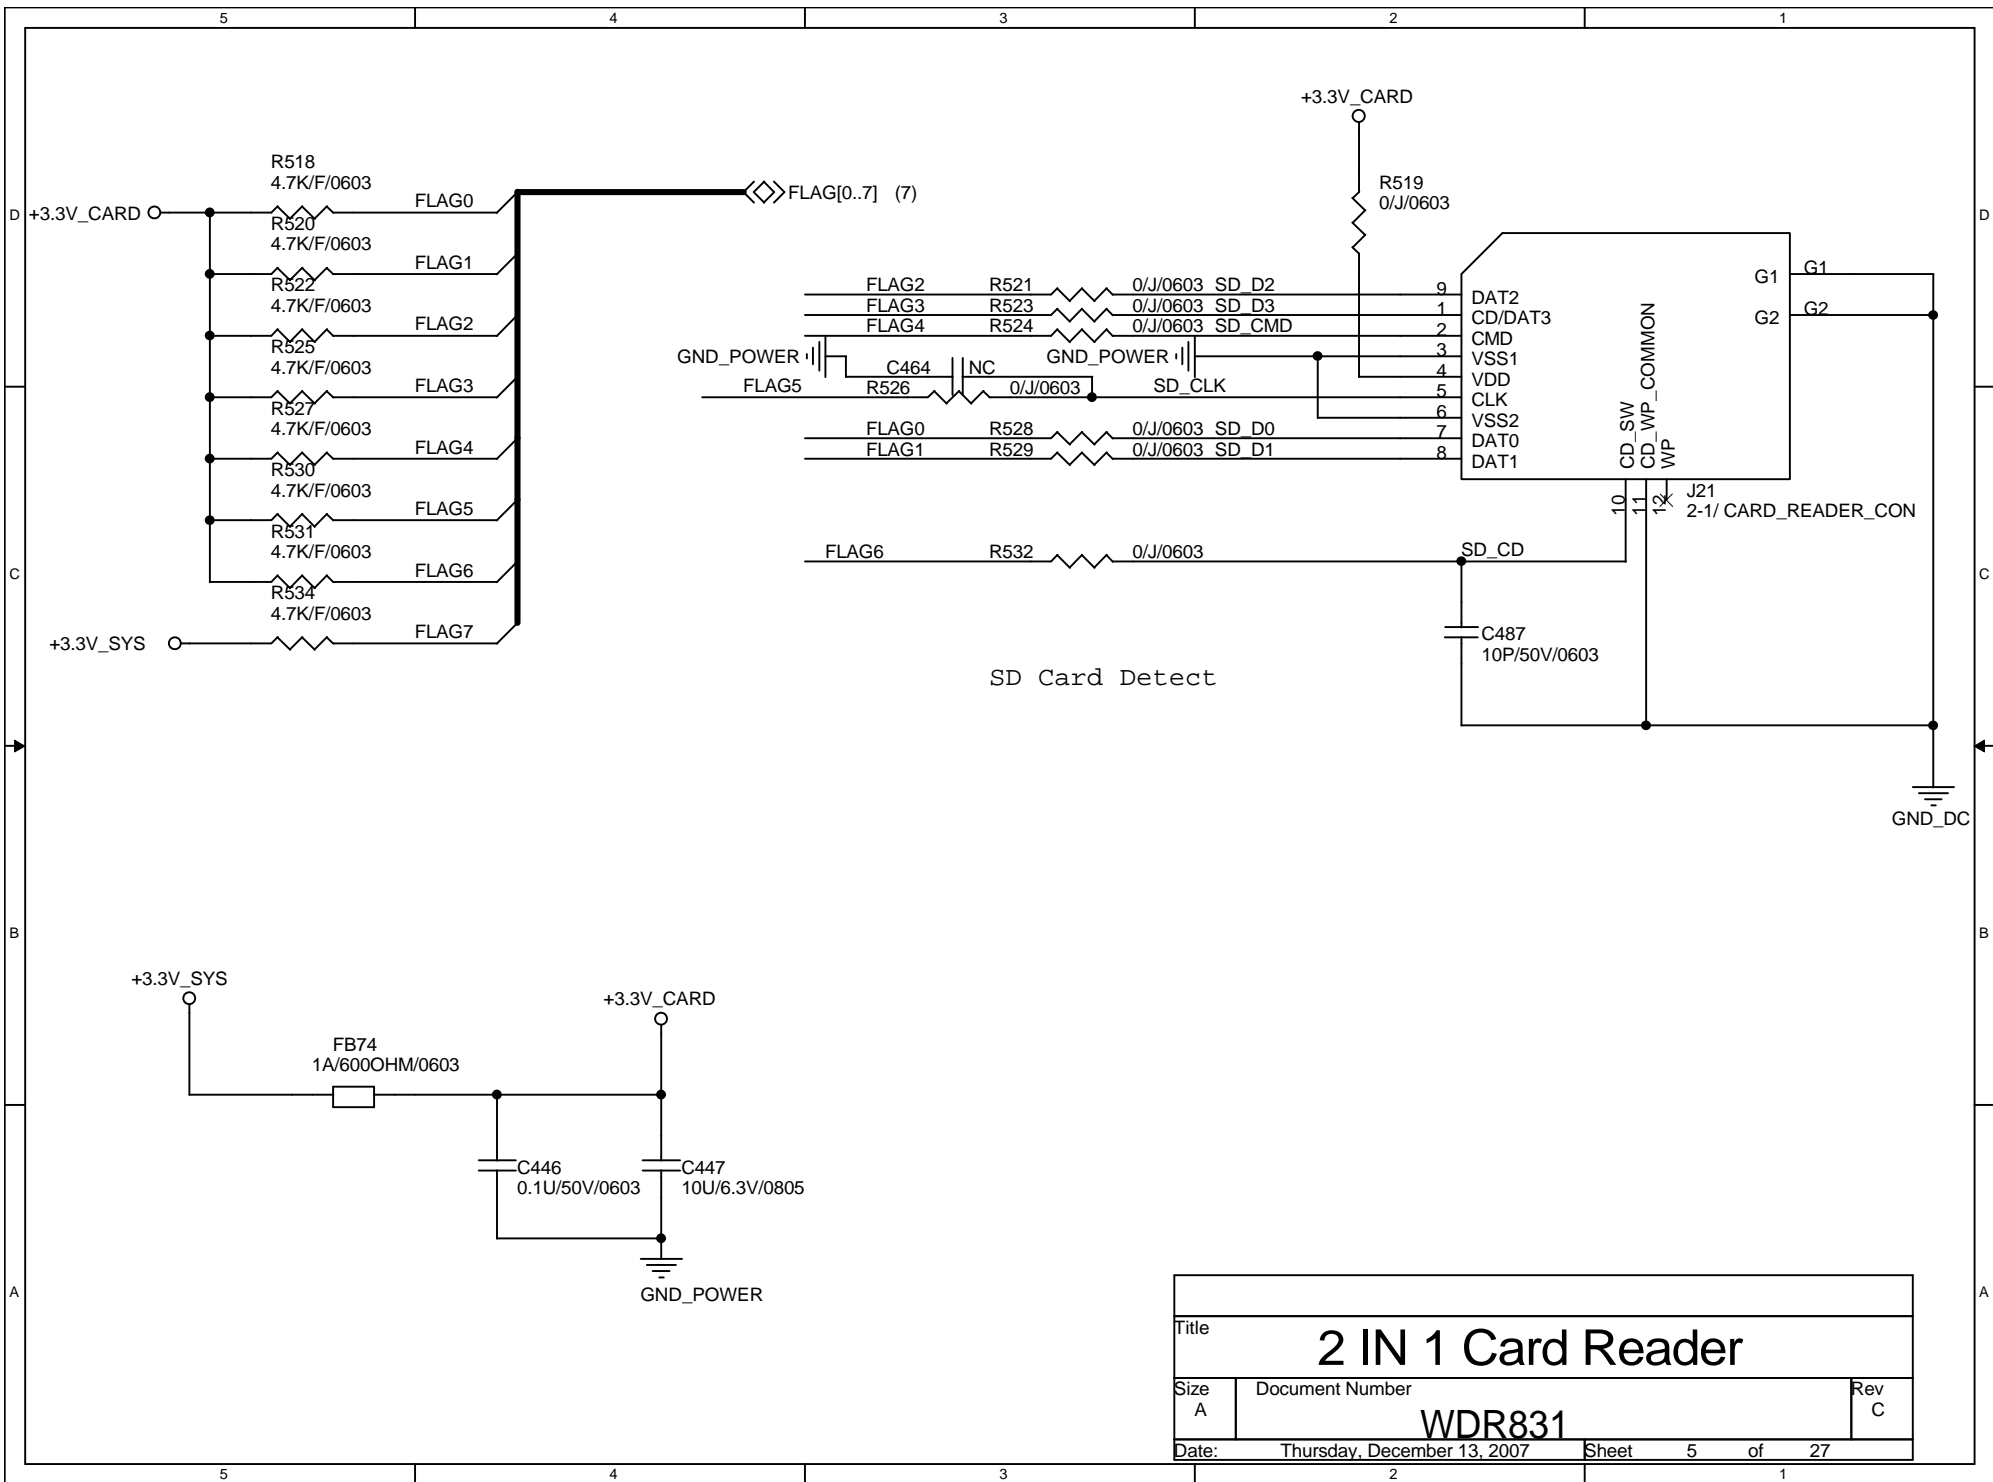 5 4 3 2 1
+3.3V_CARD
R518
4.7K/F/0603
FLAG0
FLAG[0..7] (7)
R519
0/J/0603
D +3.3V_CARD D
R520
4.7K/F/0603
FLAG1
R522
4.7K/F/0603
FLAG2
R525
4.7K/F/0603
FLAG3
R527
4.7K/F/0603
FLAG4
R530
4.7K/F/0603
FLAG5
R531
4.7K/F/0603
FLAG6
R534
4.7K/F/0603
FLAG7
+3.3V_SYS
FLAG2 R521 0/J/0603 SD_D2 9 DAT2
FLAG3 R523 0/J/0603 SD_D3 1 CD/DAT3
FLAG4 R524 0/J/0603 SD_CMD 2 CMD
GND_POWER GND_POWER 3 VSS1
C464 NC 4 VDD
FLAG5 R526 0/J/0603 SD_CLK 5 CLK
6 VSS2
FLAG0 R528 0/J/0603 SD_D0 7 DAT0
FLAG1 R529 0/J/0603 SD_D1 8 DAT1
G1 G1
G2 G2
CD_SW
CD_WP_COMMON
WP
10
11
12
J21
2-1/ CARD_READER_CON
FLAG6 R532 0/J/0603 SD_CD
C C
C487
10P/50V/0603
SD Card Detect
GND_DC
B B
+3.3V_SYS
+3.3V_CARD
FB74
1A/600OHM/0603
C446
0.1U/50V/0603
C447
10U/6.3V/0805
GND_POWER
A A
Title
2 IN 1 Card Reader
Size Document Number Rev
A WDR831 C
Date: Thursday, December 13, 2007 Sheet 5 of 27
5 4 3 2 1